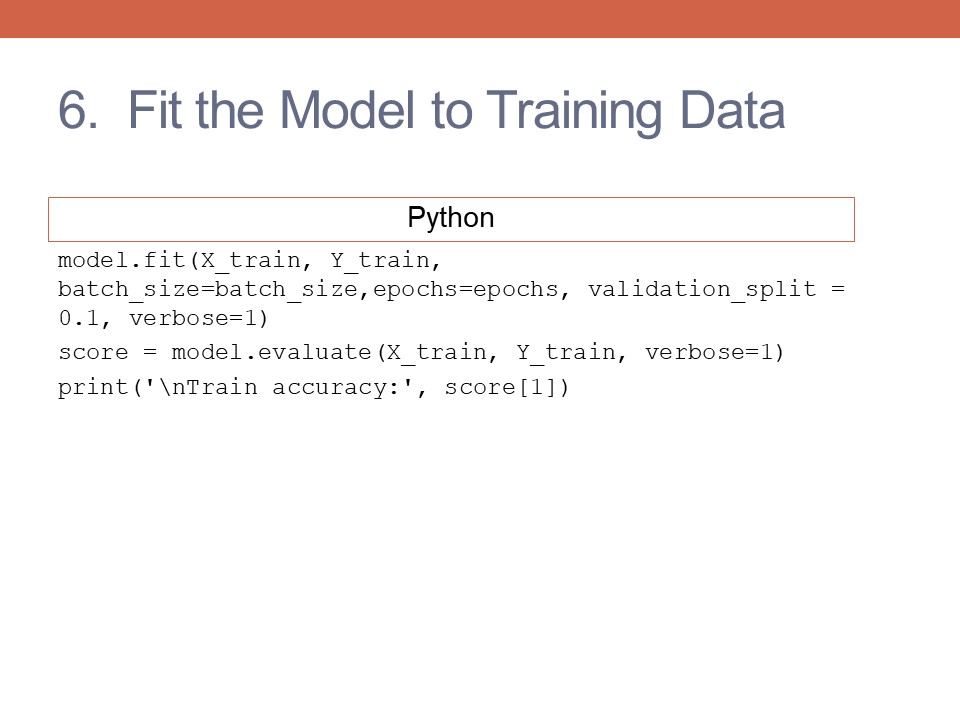 6. Fit the Model to Training Data
Python
model.fit(X_train, Y_train,
batch_size=batch_size,epochs=epochs, validation_split =
0.1, verbose=1)
score = model.evaluate(X_train, Y_train, verbose=1)
print('\nTrain accuracy:', score[1])